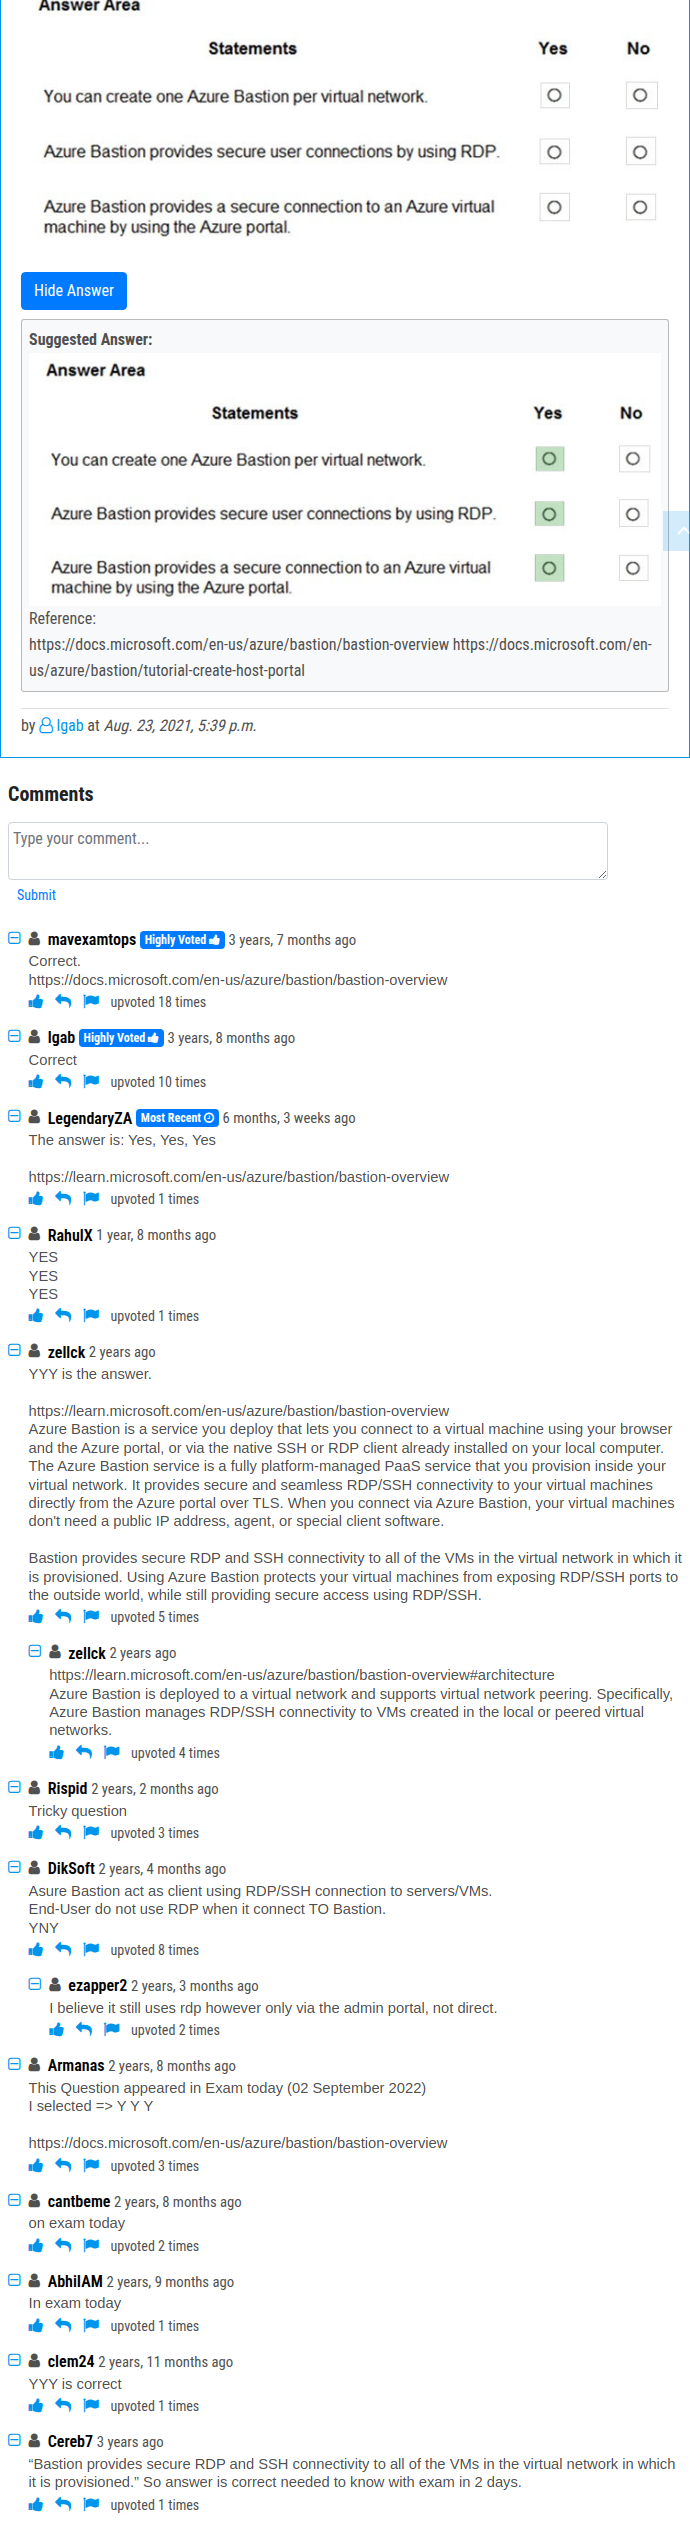 Answer Area
Statements Yes No
You can create one Azure Bastion per virtual network.
Azure Bastion provides secure user connections by using RDP.
Azure Bastion provides a secure connection to an Azure virtual
machine by using the Azure portal.
Hide Answer
Suggested Answer:
Answer Area
Statements Yes No
You can create one Azure Bastion per virtual network.
Azure Bastion provides secure user connections by using RDP.
Azure Bastion provides a secure connection to an Azure virtual
machine by using the Azure portal.
Reference:
https://docs.microsoft.com/en-us/azure/bastion/bastion-overview https://docs.microsoft.com/en-
us/azure/bastion/tutorial-create-host-portal
by lgab at Aug. 23, 2021, 5:39 p.m.
Comments
Type your comment...
Submit
mavexamtops Highly Voted 3 years, 7 months ago
Correct.
https://docs.microsoft.com/en-us/azure/bastion/bastion-overview
upvoted 18 times
lgab Highly Voted 3 years, 8 months ago
Correct
upvoted 10 times
LegendaryZA Most Recent 6 months, 3 weeks ago
The answer is: Yes, Yes, Yes
https://learn.microsoft.com/en-us/azure/bastion/bastion-overview
upvoted 1 times
RahulX 1 year, 8 months ago
YES
YES
YES
upvoted 1 times
zellck 2 years ago
YYY is the answer.
https://learn.microsoft.com/en-us/azure/bastion/bastion-overview
Azure Bastion is a service you deploy that lets you connect to a virtual machine using your browser
and the Azure portal, or via the native SSH or RDP client already installed on your local computer.
The Azure Bastion service is a fully platform-managed PaaS service that you provision inside your
virtual network. It provides secure and seamless RDP/SSH connectivity to your virtual machines
directly from the Azure portal over TLS. When you connect via Azure Bastion, your virtual machines
don't need a public IP address, agent, or special client software.
Bastion provides secure RDP and SSH connectivity to all of the VMs in the virtual network in which it
is provisioned. Using Azure Bastion protects your virtual machines from exposing RDP/SSH ports to
the outside world, while still providing secure access using RDP/SSH.
upvoted 5 times
zellck 2 years ago
https://learn.microsoft.com/en-us/azure/bastion/bastion-overview#architecture
Azure Bastion is deployed to a virtual network and supports virtual network peering. Specifically,
Azure Bastion manages RDP/SSH connectivity to VMs created in the local or peered virtual
networks.
upvoted 4 times
Rispid 2 years, 2 months ago
Tricky question
upvoted 3 times
DikSoft 2 years, 4 months ago
Asure Bastion act as client using RDP/SSH connection to servers/VMs.
End-User do not use RDP when it connect TO Bastion.
YNY
upvoted 8 times
ezapper2 2 years, 3 months ago
I believe it still uses rdp however only via the admin portal, not direct.
upvoted 2 times
Armanas 2 years, 8 months ago
This Question appeared in Exam today (02 September 2022)
I selected => Y Y Y
https://docs.microsoft.com/en-us/azure/bastion/bastion-overview
upvoted 3 times
cantbeme 2 years, 8 months ago
on exam today
upvoted 2 times
AbhilAM 2 years, 9 months ago
In exam today
upvoted 1 times
clem24 2 years, 11 months ago
YYY is correct
upvoted 1 times
Cereb7 3 years ago
“Bastion provides secure RDP and SSH connectivity to all of the VMs in the virtual network in which
it is provisioned.” So answer is correct needed to know with exam in 2 days.
upvoted 1 times